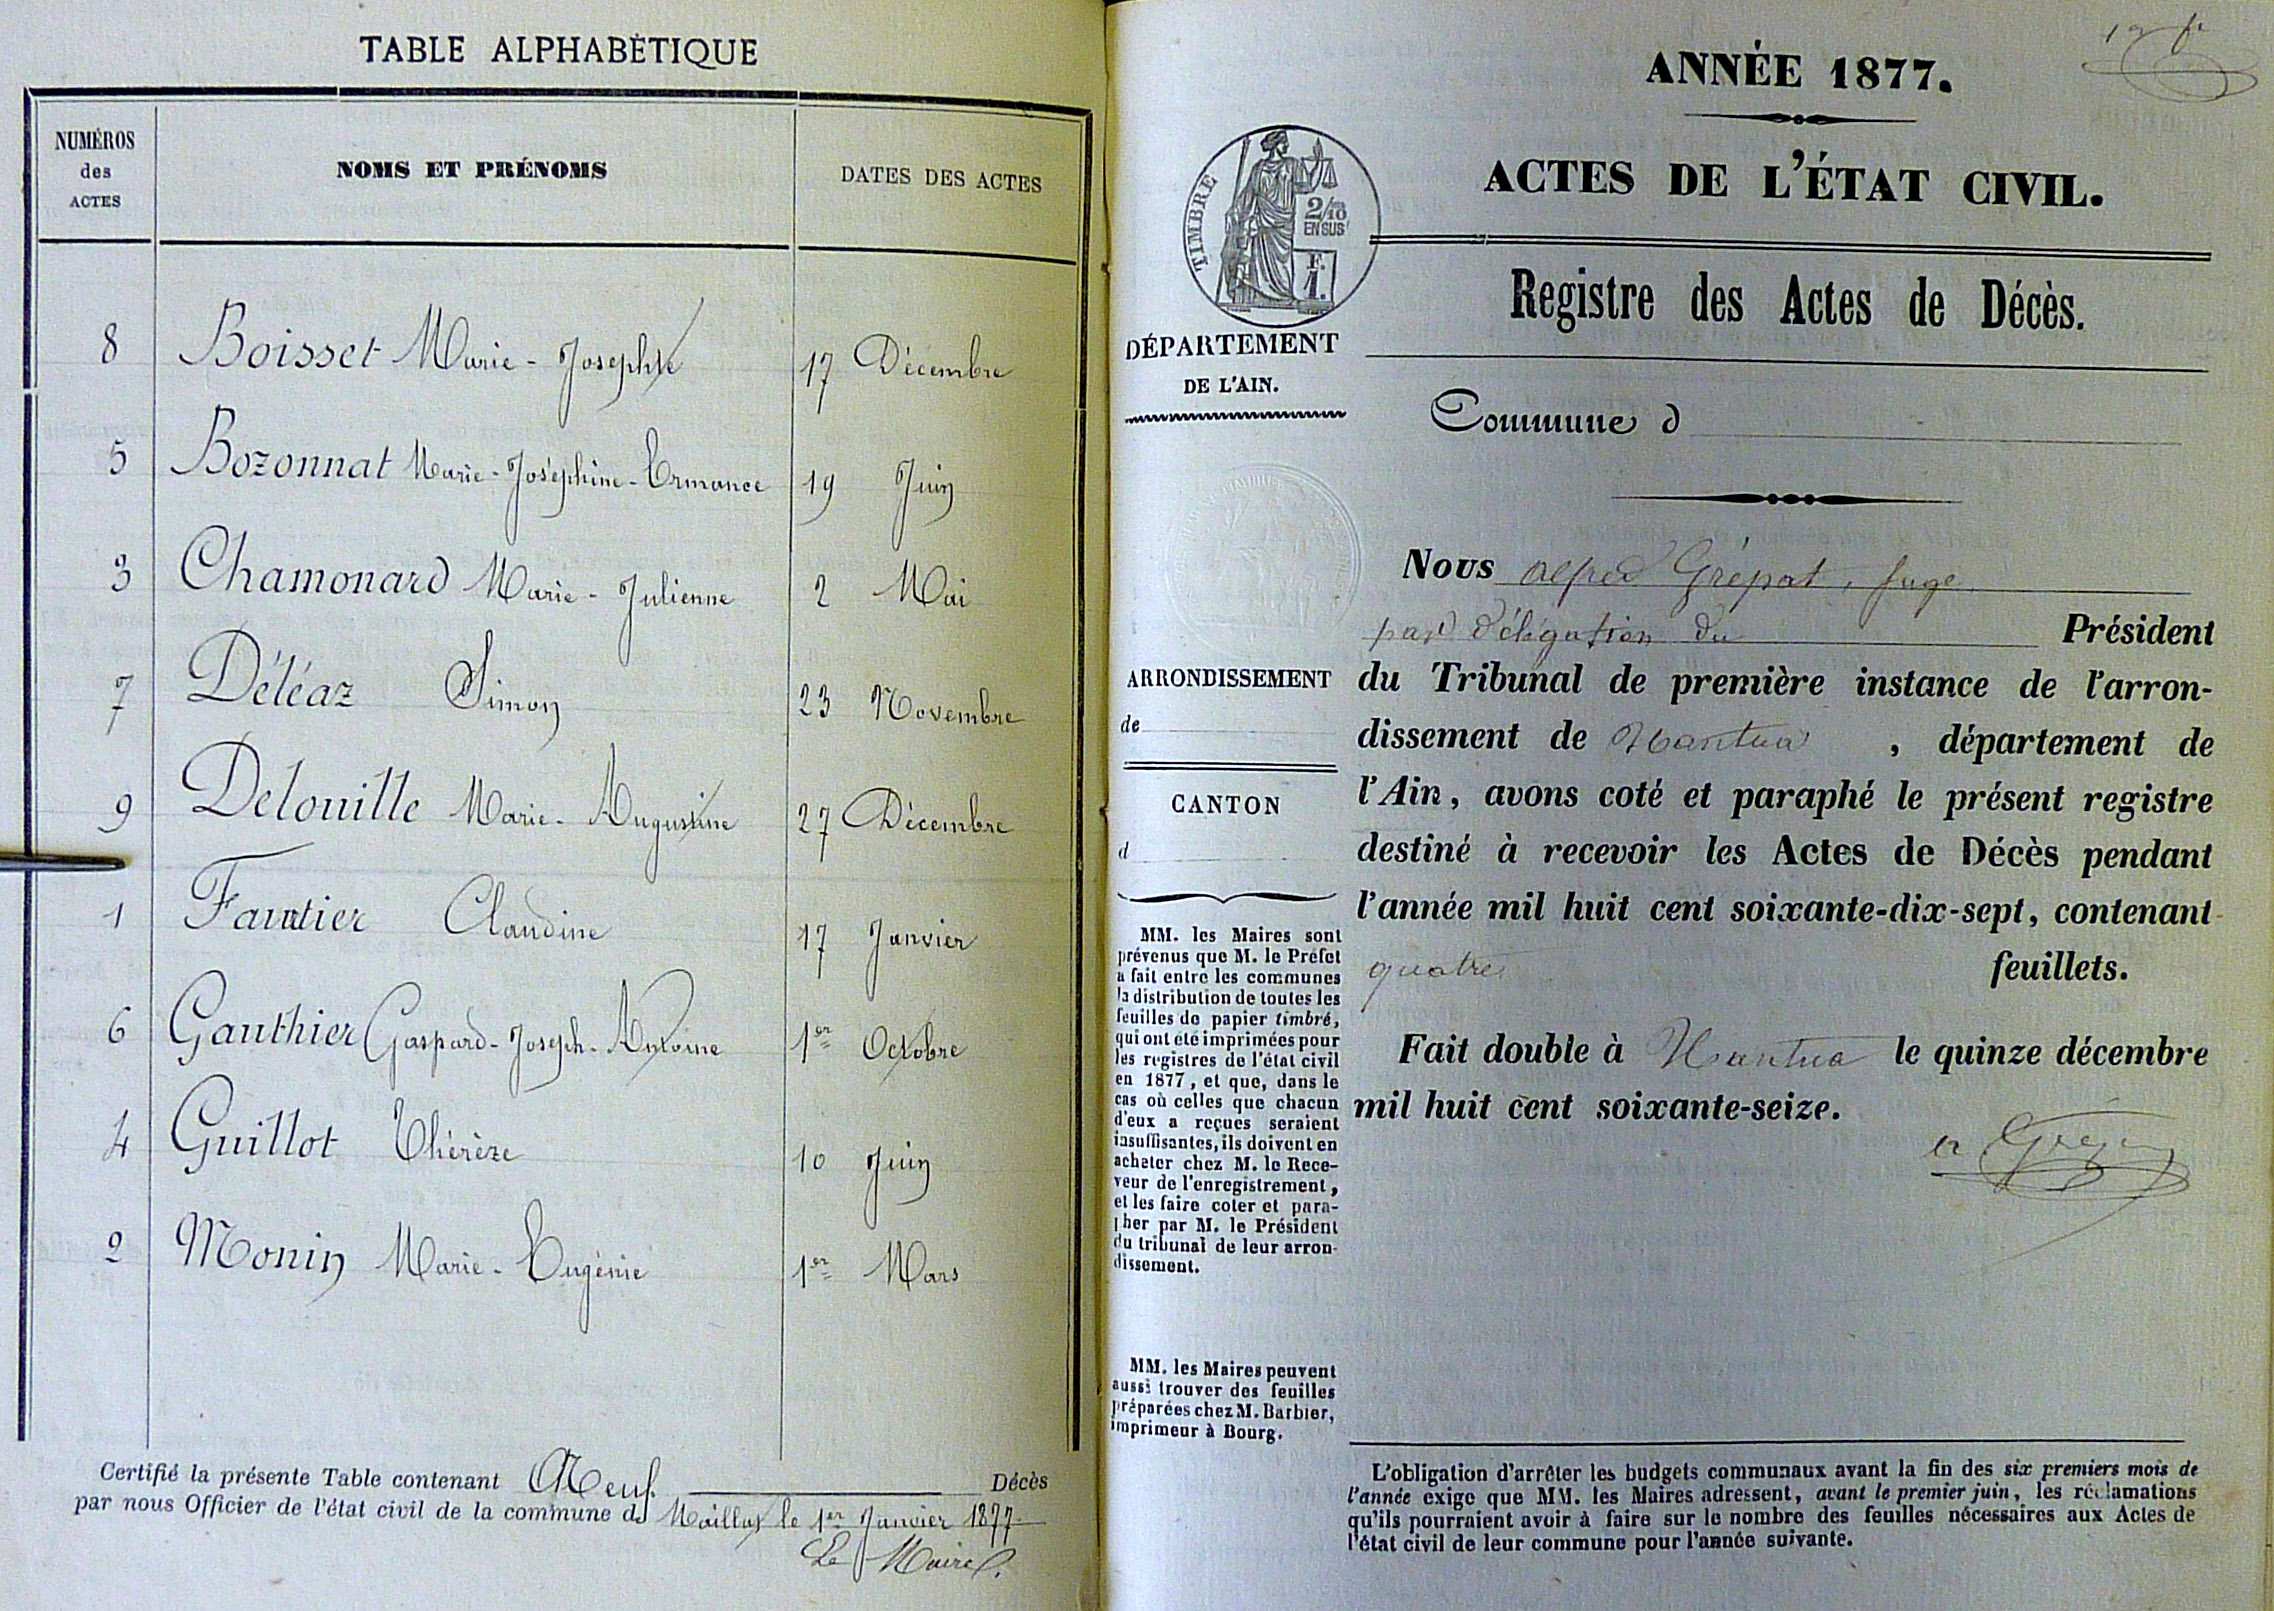 TABLE ALPHABÈTIQUE
NUMÉROS des ACTES
NOMS ET PRÉNOMS
DATES DES ACTES
8 Boisset Marie - Josephte 17 Décembre
5 Bozonnat Marie - Joséphine - Ermance 19 Juin
3 Chamonard Marie - Julienne 2 Mai
7 Déléaz Simon 23 Novembre
9 Delouille Marie - Augustine 27 Décembre
1 Claudine 17 Janvier
6 Gauthier Gaspard - Joseph - Antoine 1er Octobre
4 Guillot Thérèze 10 Juin
2 Monin Marie - Eugénie 1er Mars
Certifié la présente Table contenant Neuf Décès
par nous Officier de l'état civil de la commune de Maillat le 1er Janvier 1877.
Le Maire
ANNÉE 1877.
ACTES DE L'ÉTAT CIVIL.
TIMBRE
2/10
EN SUS
F.
1.
Registre des Actes de Décès.
DÉPARTEMENT
DE L'AIN.
Commune d
Nous alfred Grépat, Juge
par délégation du Président
ARRONDISSEMENT
de
du Tribunal de première instance de l'arron-
dissement de Nantua, département de
l'Ain, avons coté et paraphé le présent registre
destiné à recevoir les Actes de Décès pendant
l'année mil huit cent soixante-dix-sept, contenant
quatre feuillets.
Fait double à Nantua le quinze décembre
mil huit cent soixante-seize.
CANTON
d
MM. les Maires sont
prévenus que M. le Préfet
a fait entre les communes
la distribution de toutes les
feuilles de papier timbré,
qui ont été imprimées pour
les registres de l'état civil
en 1877, et que, dans le
cas où celles que chacun
d'eux a reçues seraient
insuffisantes, ils doivent en
acheter chez M. le Rece-
veur de l'enregistrement,
et les faire coter et para-
pher par M. le Président
du tribunal de leur arron-
dissement.
MM. les Maires peuvent
aussi trouver des feuilles
préparées chez M. Barbier,
imprimeur à Bourg.
L'obligation d'arrêter les budgets communaux avant la fin des six premiers mois de
l'année exige que MM. les Maires adressent, avant le premier juin, les réclamations
qu'ils pourraient avoir à faire sur le nombre des feuilles nécessaires aux Actes de
l'état civil de leur commune pour l'année suivante.